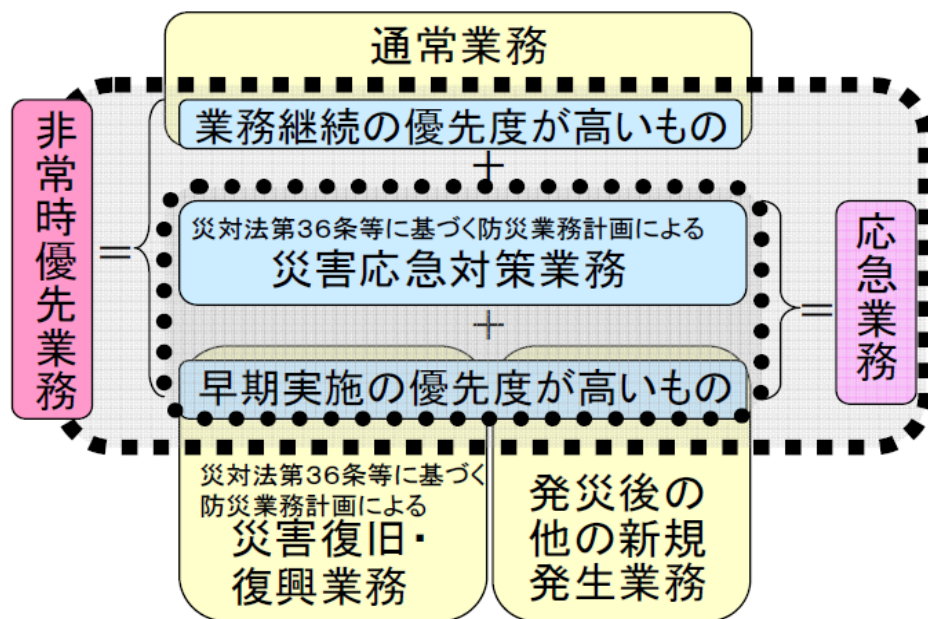 通常業務
業務継続の優先度が高いもの
＋
非常時優先業務
＝
災対法第36条等に基づく防災業務計画による
災害応急対策業務
＝
応急業務
＋
早期実施の優先度が高いもの
災対法第36条等に基づく
防災業務計画による
災害復旧・
復興業務
発災後の
他の新規
発生業務